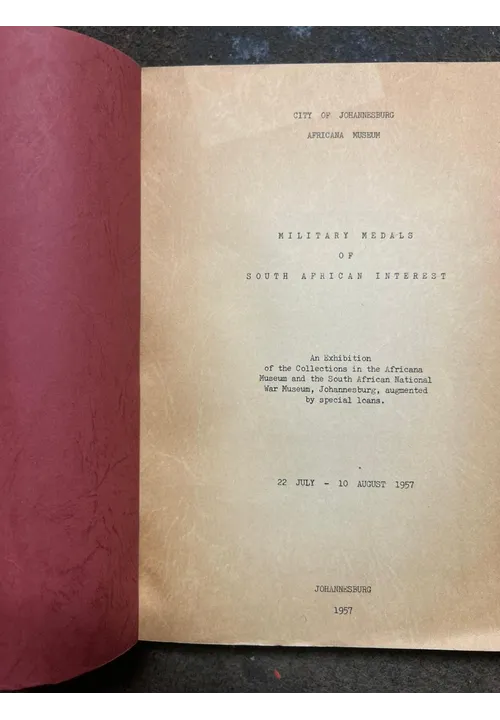 CITY OF JOHANNESBURG
AFRICANA MUSEUM
MILITARY MEDALS
OF
SOUTH AFRICAN INTEREST
An Exhibition
of the Collections in the Africana
Museum and the South African National
War Museum, Johannesburg, augmented
by special loans.
22 JULY - 10 AUGUST 1957
JOHANNESBURG
1957